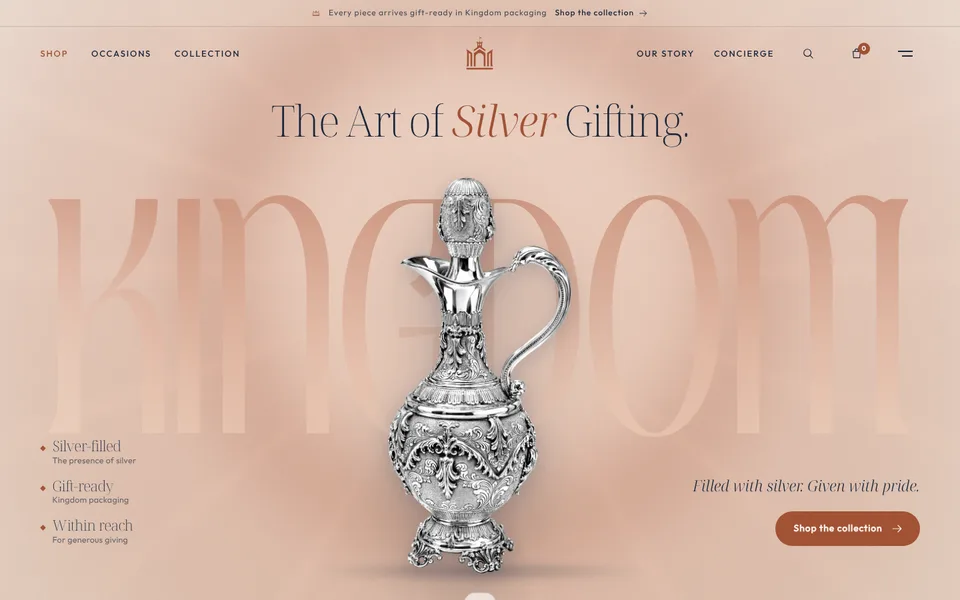 Every piece arrives gift-ready in Kingdom packaging Shop the collection →
SHOP OCCASIONS COLLECTION OUR STORY CONCIERGE 0
The Art of Silver Gifting.
KINGDOM
Silver-filled
The presence of silver
Gift-ready
Kingdom packaging
Within reach
For generous giving
Filled with silver. Given with pride.
Shop the collection →